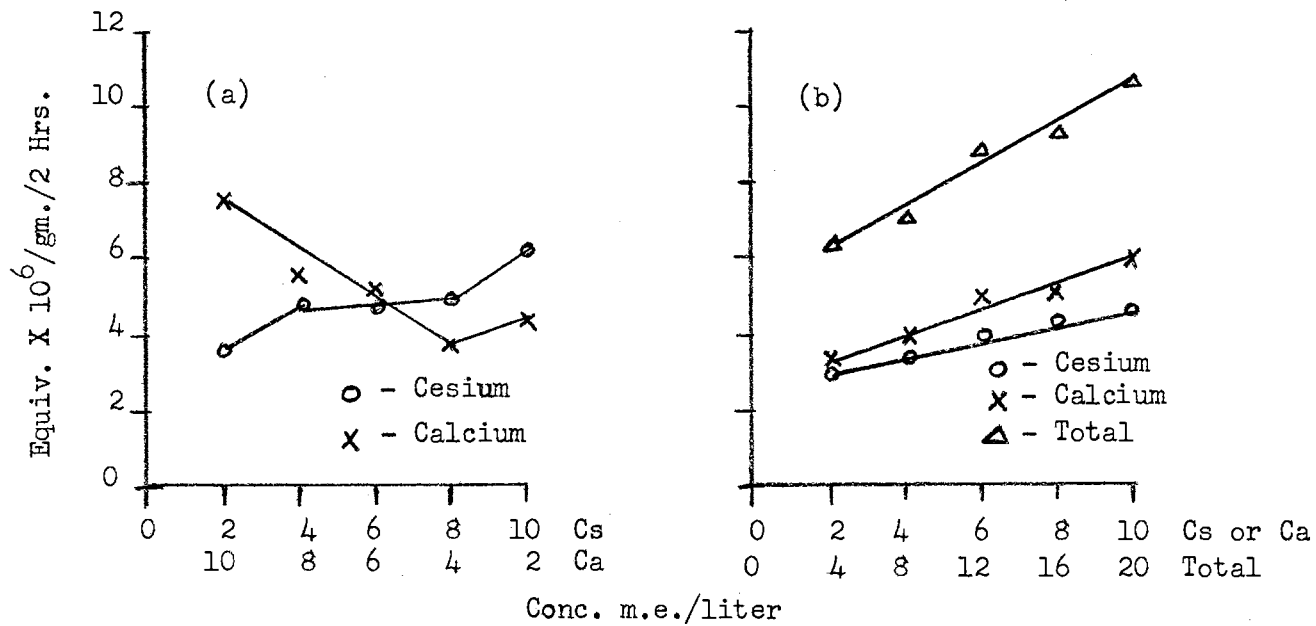 Equiv. X 10⁶/gm./2 Hrs.
12
10
8
6
4
2
0
(a)
O - Cesium
X - Calcium
0 2 4 6 8 10 Cs
10 8 6 4 2 Ca
(b)
O - Cesium
X - Calcium
△ - Total
0 2 4 6 8 10 Cs or Ca
0 4 8 12 16 20 Total
Conc. m.e./liter